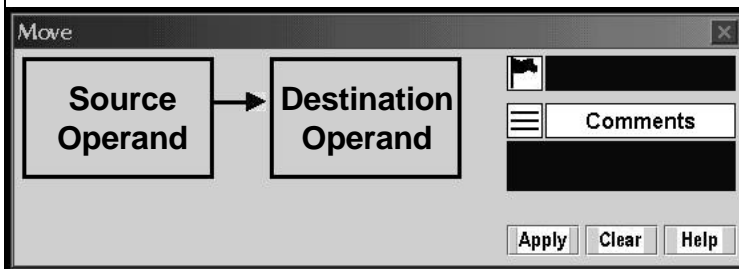 Move
Source
Operand
Destination
Operand
Comments
Apply Clear Help